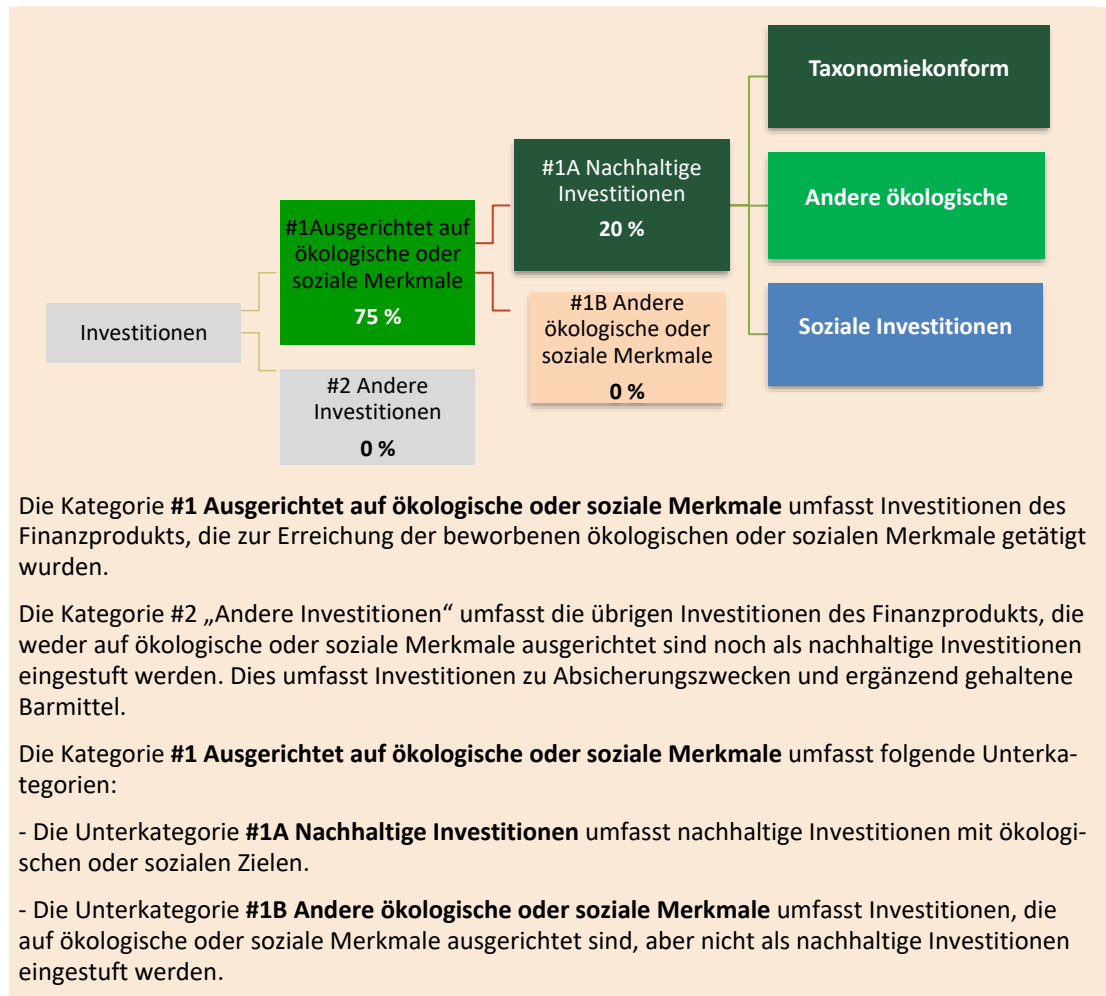 Taxonomiekonform
#1A Nachhaltige
Investitionen
20 %
Andere ökologische
#1Ausgerichtet auf
ökologische oder
soziale Merkmale
75 %
#1B Andere
ökologische oder
soziale Merkmale
0 %
Soziale Investitionen
Investitionen
#2 Andere
Investitionen
0 %
Die Kategorie #1 Ausgerichtet auf ökologische oder soziale Merkmale umfasst Investitionen des
Finanzprodukts, die zur Erreichung der beworbenen ökologischen oder sozialen Merkmale getätigt
wurden.
Die Kategorie #2 „Andere Investitionen“ umfasst die übrigen Investitionen des Finanzprodukts, die
weder auf ökologische oder soziale Merkmale ausgerichtet sind noch als nachhaltige Investitionen
eingestuft werden. Dies umfasst Investitionen zu Absicherungszwecken und ergänzend gehaltene
Barmittel.
Die Kategorie #1 Ausgerichtet auf ökologische oder soziale Merkmale umfasst folgende Unterka-
tegorien:
- Die Unterkategorie #1A Nachhaltige Investitionen umfasst nachhaltige Investitionen mit ökologi-
schen oder sozialen Zielen.
- Die Unterkategorie #1B Andere ökologische oder soziale Merkmale umfasst Investitionen, die
auf ökologische oder soziale Merkmale ausgerichtet sind, aber nicht als nachhaltige Investitionen
eingestuft werden.